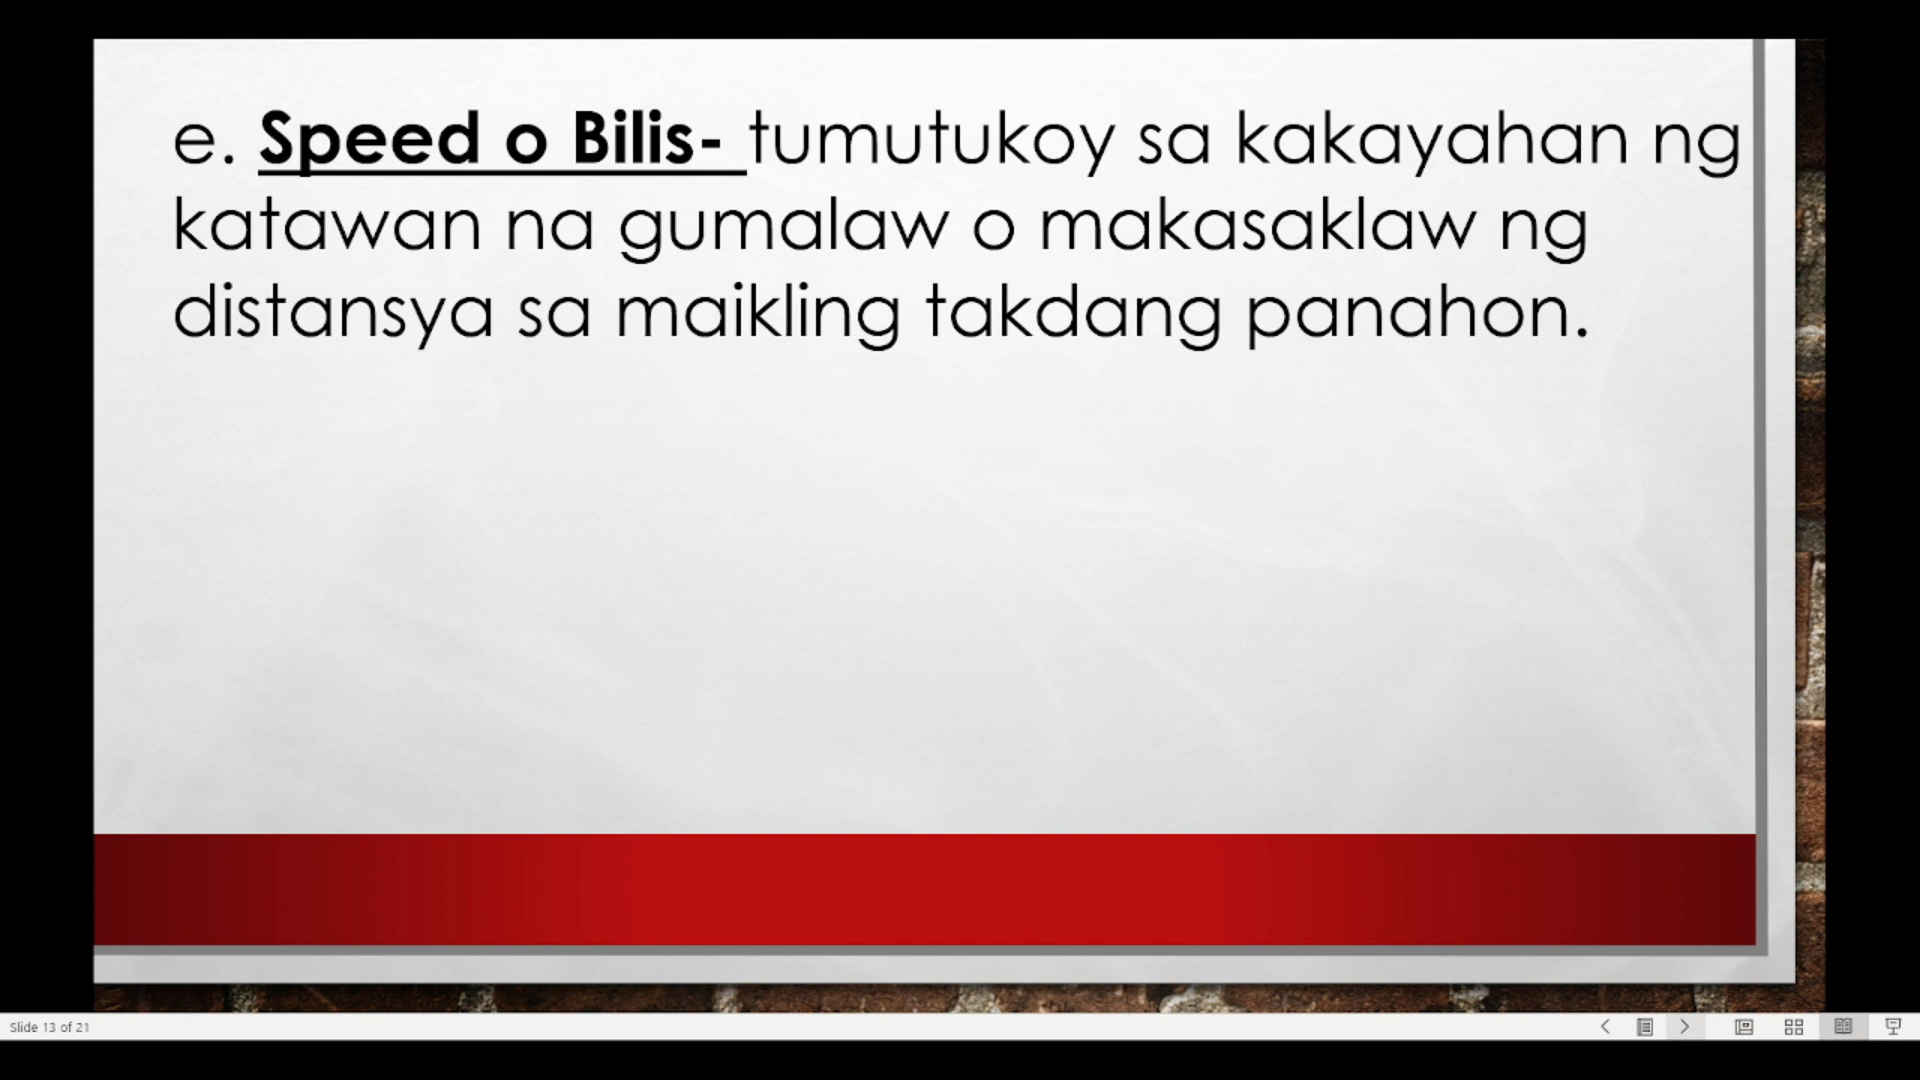 e. Speed o Bilis- tumutukoy sa kakayahan ng
katawan na gumalaw o makasaklaw ng
distansya sa maikling takdang panahon.
Slide 13 of 21